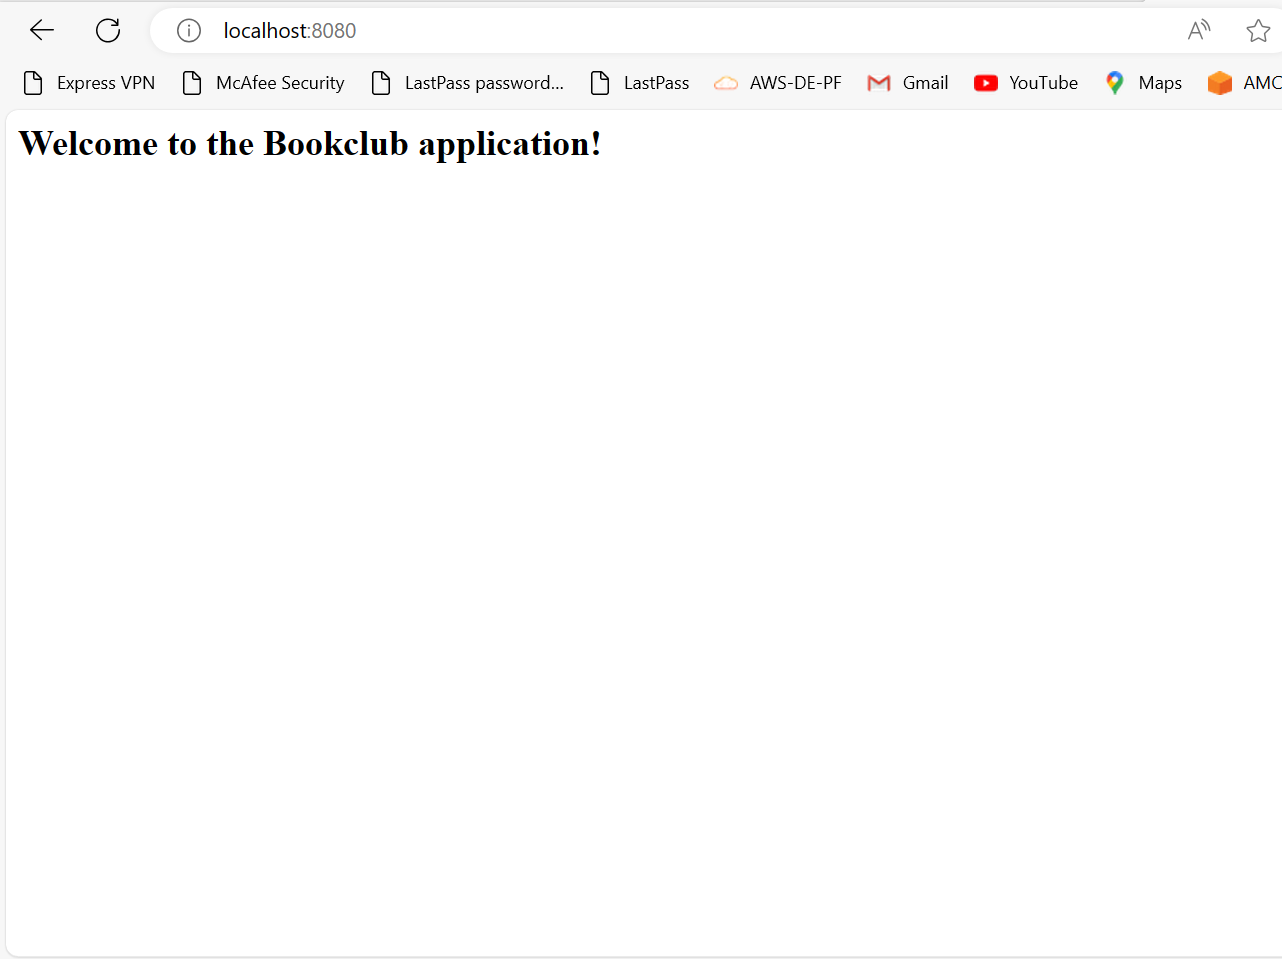 localhost:8080
Express VPN McAfee Security LastPass password... LastPass AWS-DE-PF Gmail YouTube Maps AMC
Welcome to the Bookclub application!